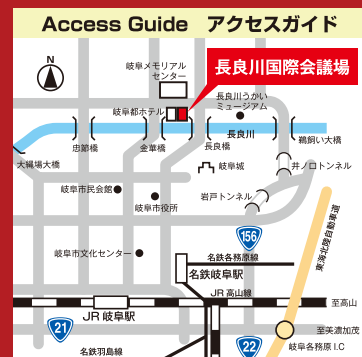 Access Guide アクセスガイド
N
岐阜メモリアル
センター
長良川国際会議場
長良川うかい
ミュージアム
岐阜都ホテル
長良川
忠節橋
金華橋
長良橋
鵜飼い大橋
大縄場大橋
岐阜城
井ノ口トンネル
岐阜市民会館
岐阜市役所
岩戸トンネル
東海北陸自動車道
156
岐阜市文化センター
名鉄各務原線
名鉄岐阜駅
JR 高山線
至高山
JR 岐阜駅
21
至美濃加茂
22
岐阜各務原 I.C
名鉄羽島線